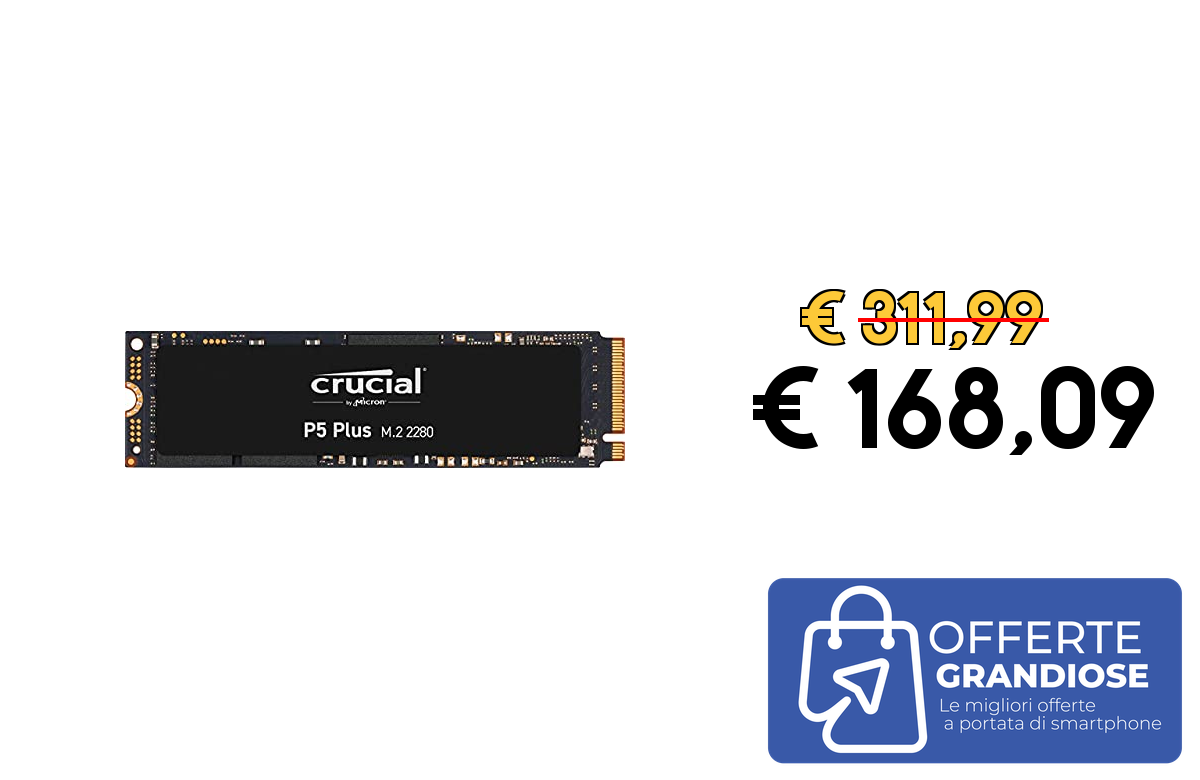 crucial
by Micron
P5 Plus M.2 2280
€ 311,99
€ 168,09
OFFERTE
GRANDIOSE
Le migliori offerte
a portata di smartphone